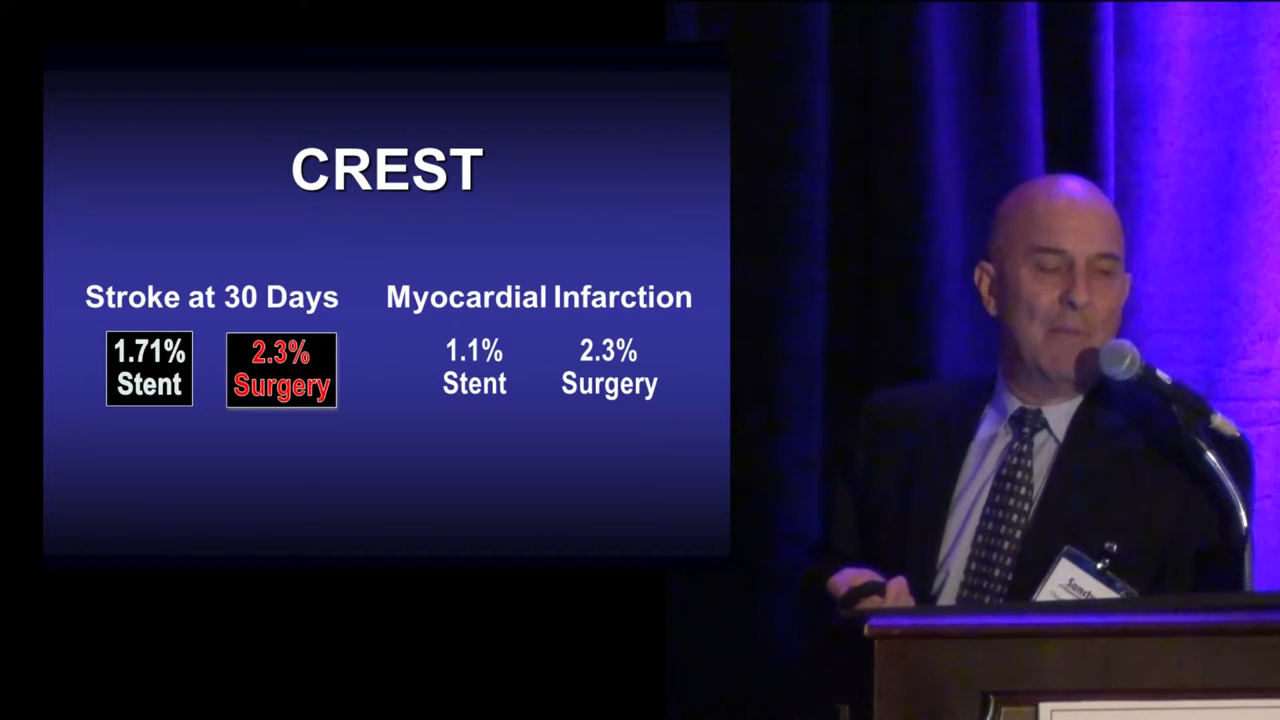 CREST
Stroke at 30 Days
Myocardial Infarction
1.71%
Stent
2.3%
Surgery
1.1%
Stent
2.3%
Surgery